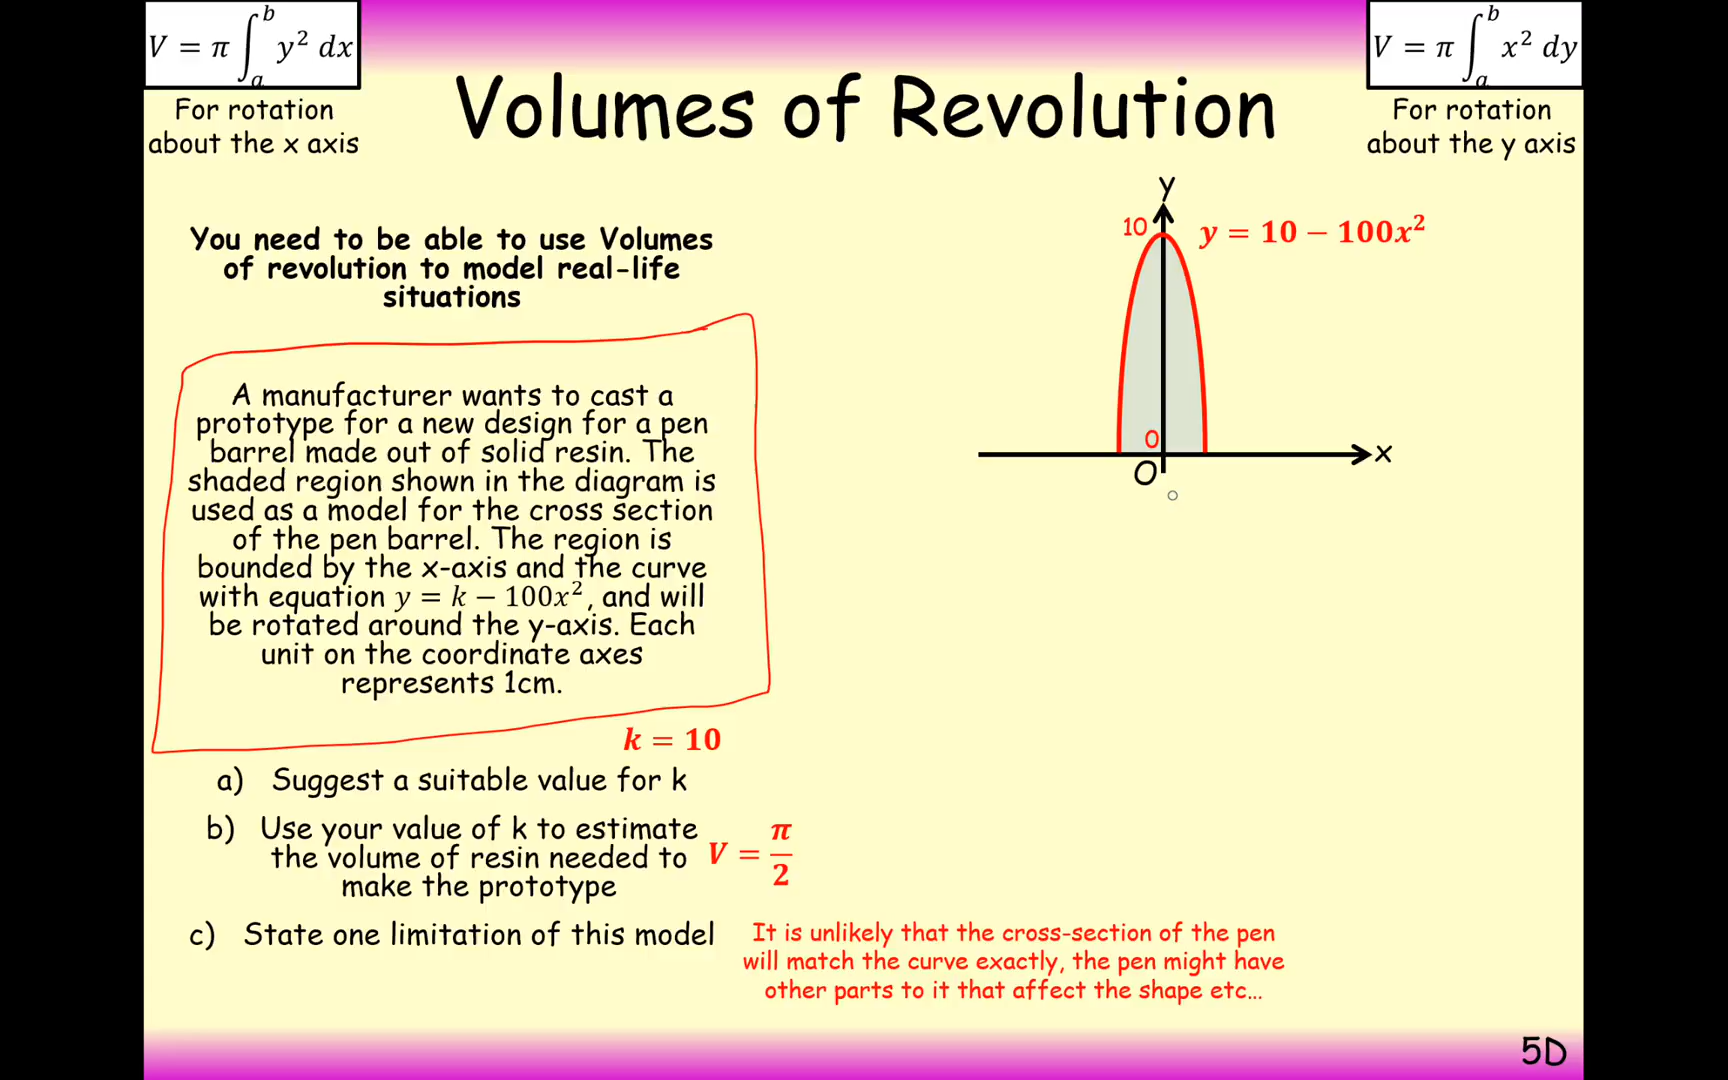 V = π ∫ₐᵇ y² dx
For rotation
about the x axis
Volumes of Revolution
V = π ∫ₐᵇ x² dy
For rotation
about the y axis
You need to be able to use Volumes
of revolution to model real-life
situations
A manufacturer wants to cast a
prototype for a new design for a pen
barrel made out of solid resin. The
shaded region shown in the diagram is
used as a model for the cross section
of the pen barrel. The region is
bounded by the x-axis and the curve
with equation y = k − 100x², and will
be rotated around the y-axis. Each
unit on the coordinate axes
represents 1cm.
k = 10
a) Suggest a suitable value for k
b) Use your value of k to estimate
the volume of resin needed to
make the prototype
V = π/2
c) State one limitation of this model
It is unlikely that the cross-section of the pen
will match the curve exactly, the pen might have
other parts to it that affect the shape etc…
y
10
y = 10 − 100x²
0
x
O
5D